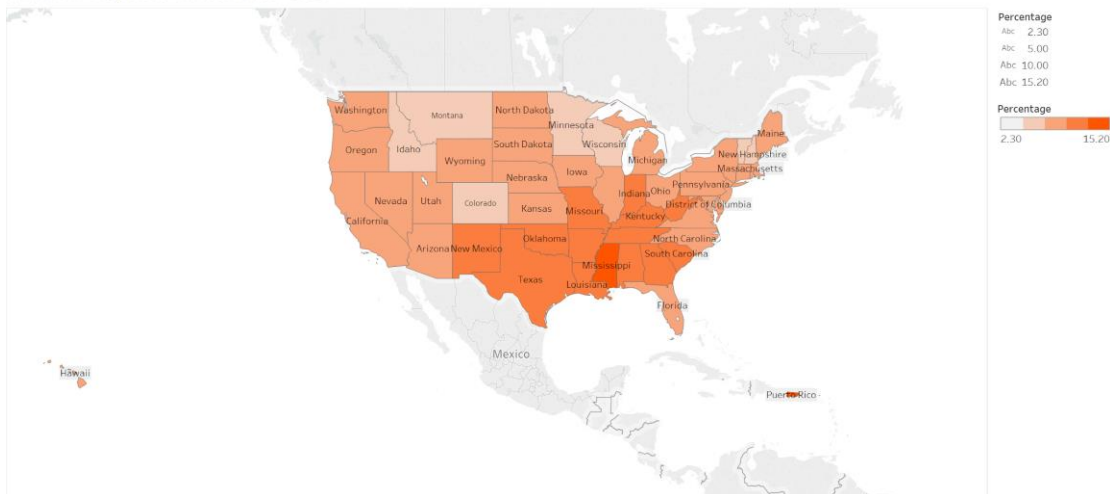 Percentage
Abc 2.30
Abc 5.00
Abc 10.00
Abc 15.20
Percentage
2.30 15.20
Washington
Montana
North Dakota
Minnesota
Maine
Oregon
Idaho
Wisconsin
South Dakota
Michigan
New Hampshire
Wyoming
Massachusetts
Iowa
Nebraska
Pennsylvania
Nevada
Utah
Colorado
Kansas
Missouri
Indiana
Ohio
District of Columbia
California
Kentucky
Arizona
New Mexico
Oklahoma
North Carolina
South Carolina
Texas
Mississippi
Louisiana
Florida
Mexico
Hawaii
Puerto Rico